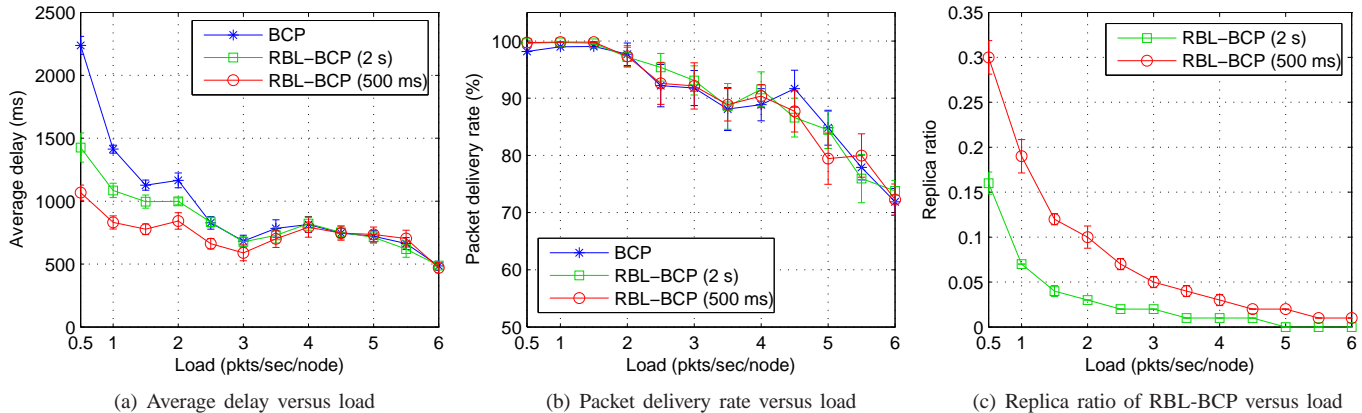 2500
2000
1500
1000
500
0
0.5 1 2 3 4 5 6
Average delay (ms)
Load (pkts/sec/node)
BCP
RBL−BCP (2 s)
RBL−BCP (500 ms)
(a) Average delay versus load
100
90
80
70
60
50
0.5 1 2 3 4 5 6
Packet delivery rate (%)
Load (pkts/sec/node)
BCP
RBL−BCP (2 s)
RBL−BCP (500 ms)
(b) Packet delivery rate versus load
0.35
0.3
0.25
0.2
0.15
0.1
0.05
0
0.5 1 2 3 4 5 6
Replica ratio
Load (pkts/sec/node)
RBL−BCP (2 s)
RBL−BCP (500 ms)
(c) Replica ratio of RBL-BCP versus load